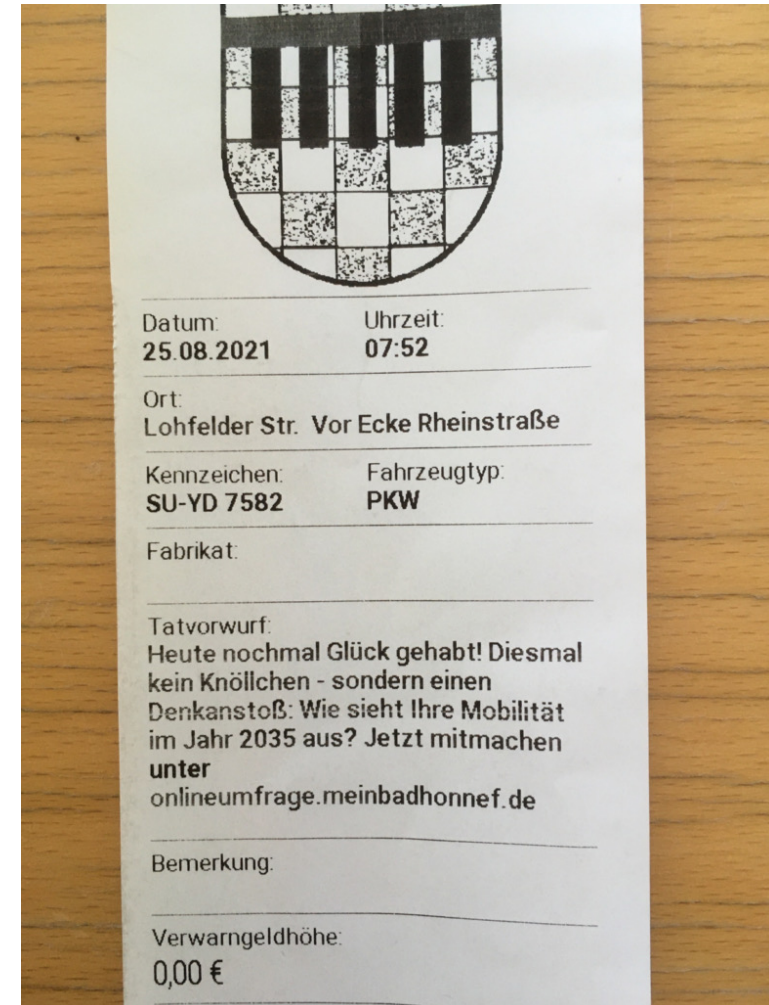 Datum: Uhrzeit:
25.08.2021 07:52
Ort:
Lohfelder Str. Vor Ecke Rheinstraße
Kennzeichen: Fahrzeugtyp:
SU-YD 7582 PKW
Fabrikat:
Tatvorwurf:
Heute nochmal Glück gehabt! Diesmal
kein Knöllchen - sondern einen
Denkanstoß: Wie sieht Ihre Mobilität
im Jahr 2035 aus? Jetzt mitmachen
unter
onlineumfrage.meinbadhonnef.de
Bemerkung:
Verwarngeldhöhe:
0,00 €